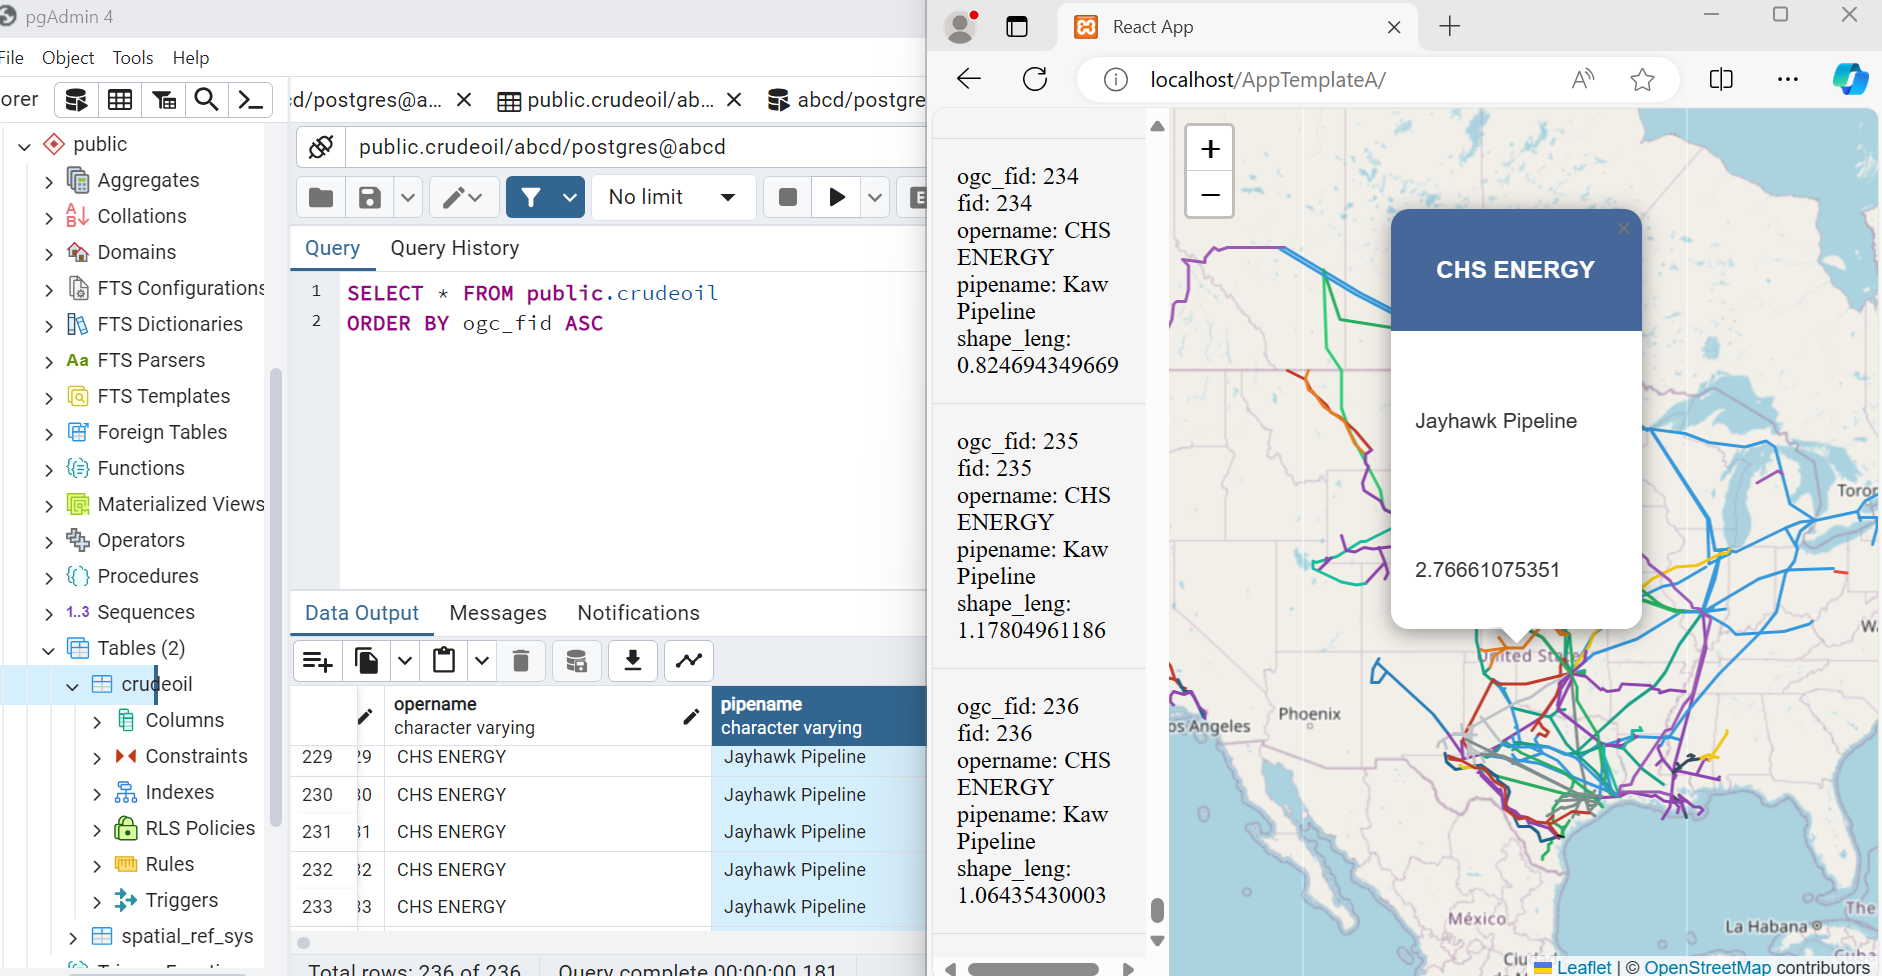 pgAdmin 4
File Object Tools Help
orer
cd/postgres@a...
public.crudeoil/ab...
abcd/postgre
public.crudeoil/abcd/postgres@abcd
No limit
E
Query Query History
1 SELECT * FROM public.crudeoil
2 ORDER BY ogc_fid ASC
public
Aggregates
Collations
Domains
FTS Configurations
FTS Dictionaries
Aa FTS Parsers
FTS Templates
Foreign Tables
Functions
Materialized Views
Operators
Procedures
1..3 Sequences
Tables (2)
crudeoil
Columns
Constraints
Indexes
RLS Policies
Rules
Triggers
spatial_ref_sys
Data Output Messages Notifications
opername
character varying
pipename
character varying
229 29 CHS ENERGY Jayhawk Pipeline
230 30 CHS ENERGY Jayhawk Pipeline
231 31 CHS ENERGY Jayhawk Pipeline
232 32 CHS ENERGY Jayhawk Pipeline
233 33 CHS ENERGY Jayhawk Pipeline
Total rows: 236 of 236 Query complete 00:00:00.181
React App
localhost/AppTemplateA/
ogc_fid: 234
fid: 234
opername: CHS
ENERGY
pipename: Kaw
Pipeline
shape_leng:
0.824694349669
ogc_fid: 235
fid: 235
opername: CHS
ENERGY
pipename: Kaw
Pipeline
shape_leng:
1.17804961186
ogc_fid: 236
fid: 236
opername: CHS
ENERGY
pipename: Kaw
Pipeline
shape_leng:
1.06435430003
+
−
CHS ENERGY
×
Jayhawk Pipeline
2.76661075351
Toron
Wa
United States
Phoenix
os Angeles
México
La Habana
The
Ciud
Leaflet | © OpenStreetMap contributors